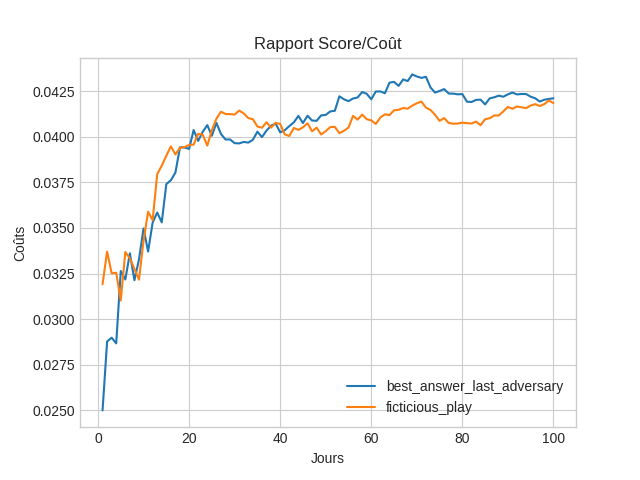 Rapport Score/Coût
Coûts
0.0425
0.0400
0.0375
0.0350
0.0325
0.0300
0.0275
0.0250
best_answer_last_adversary
ficticious_play
0 20 40 60 80 100
Jours